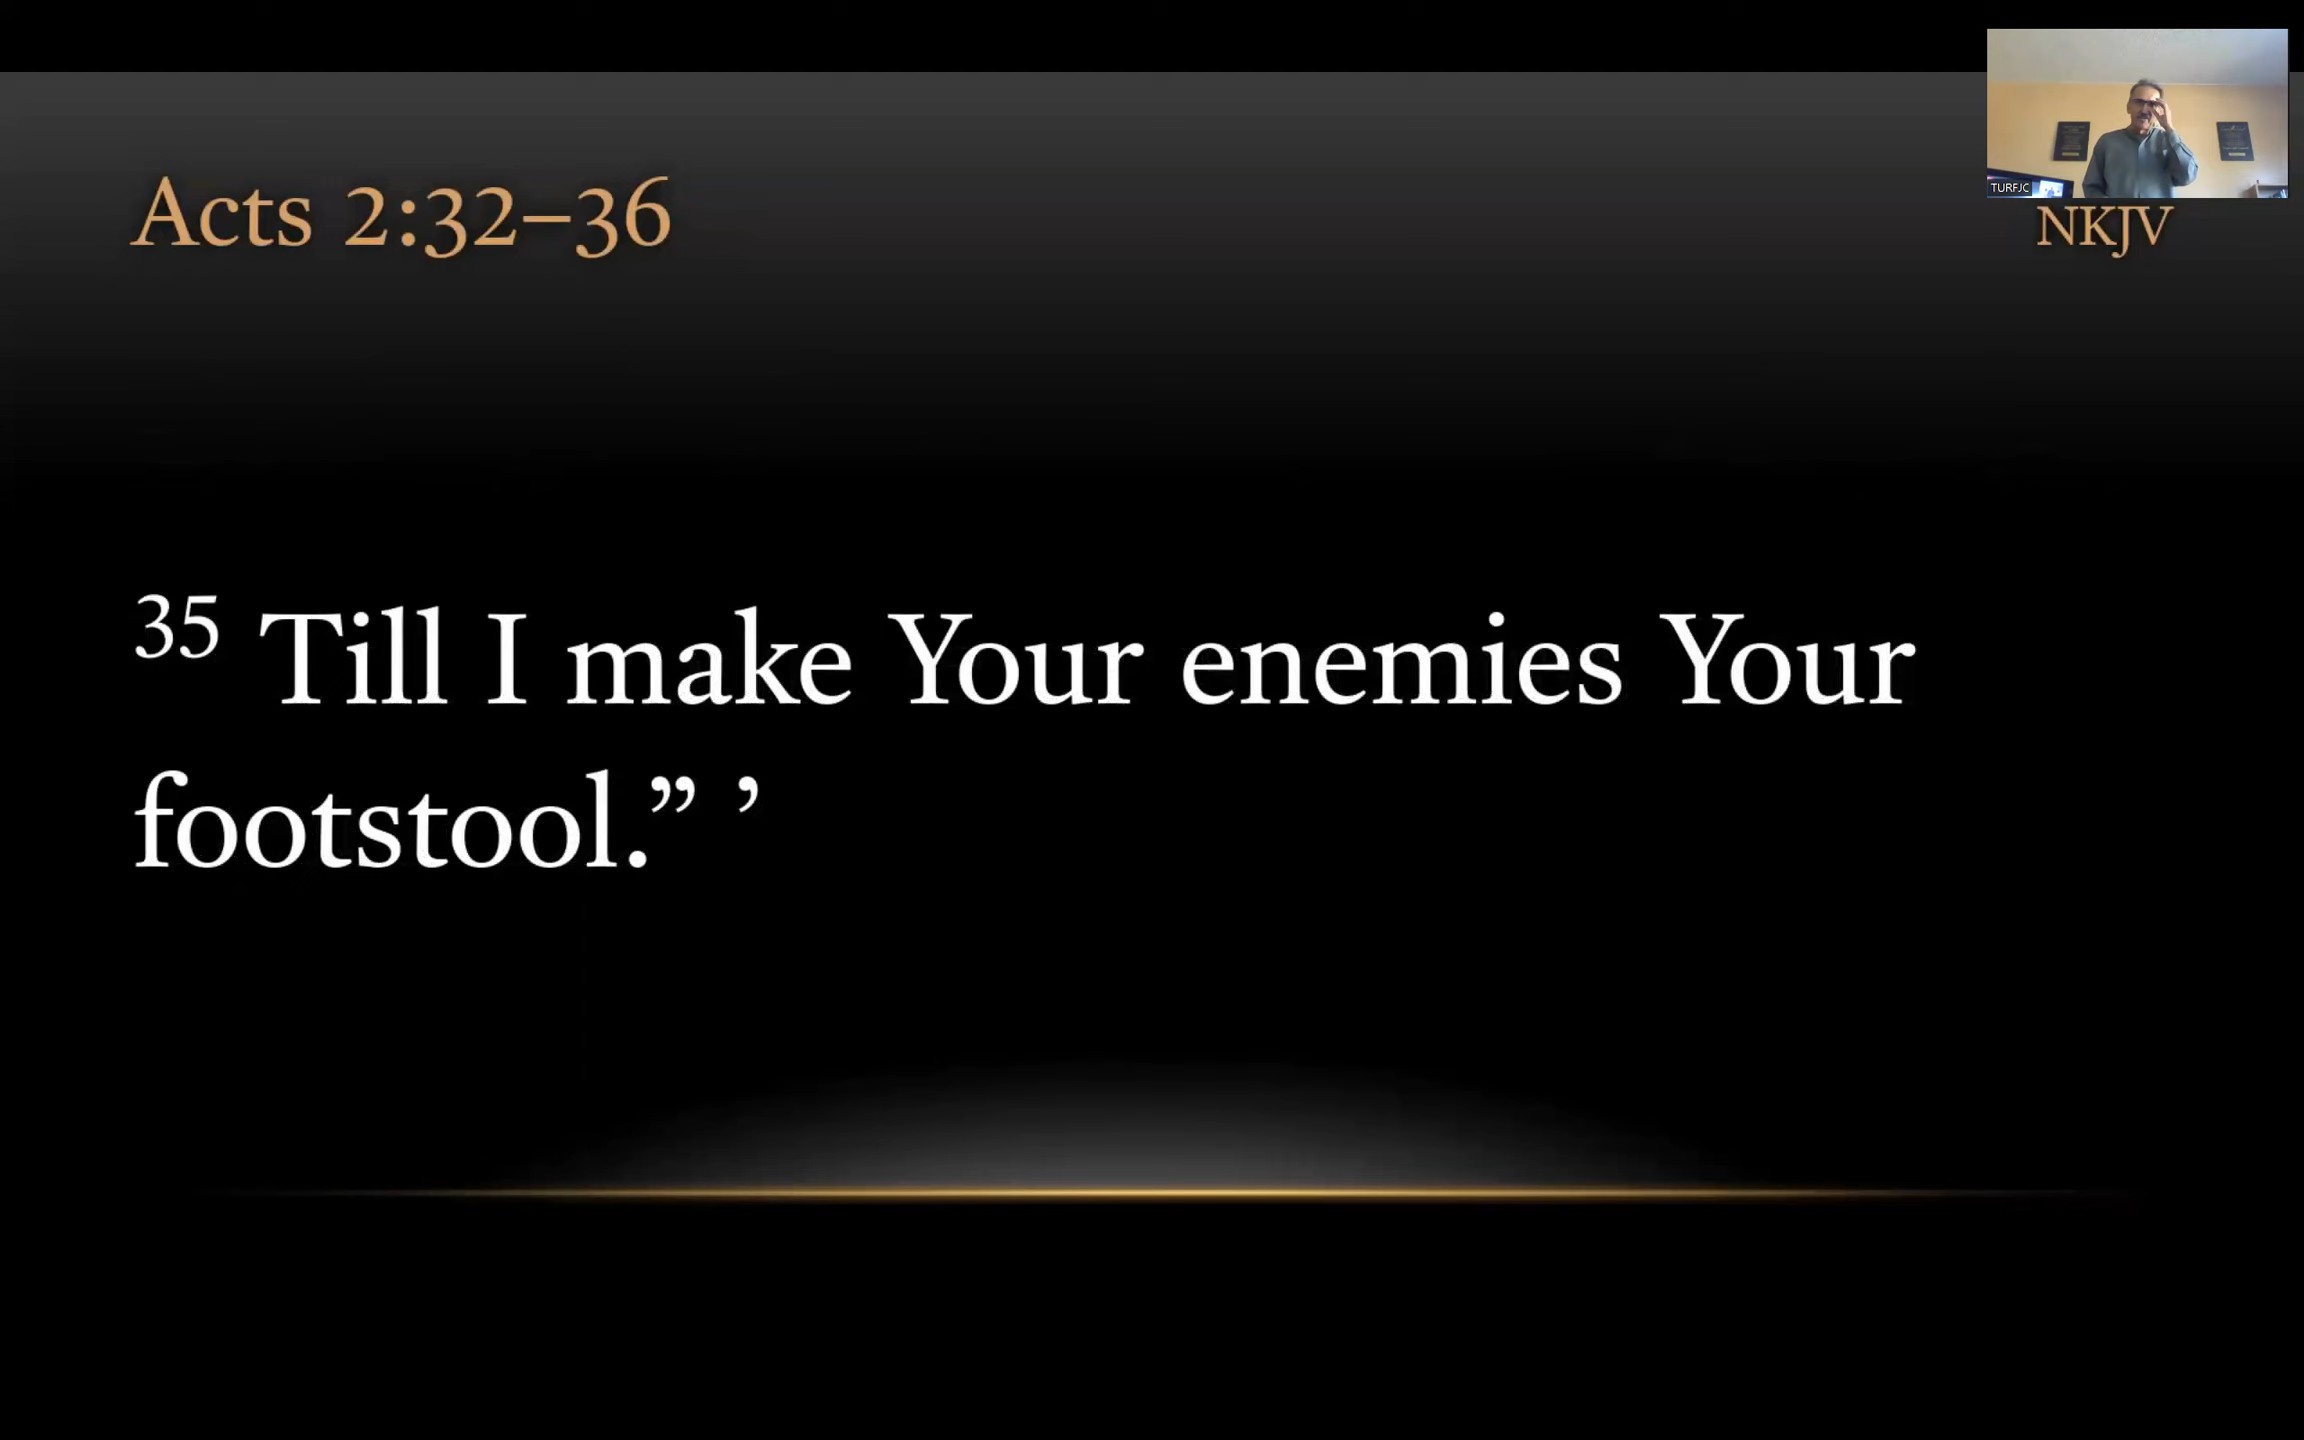 TURFJC
Acts 2:32–36
NKJV
35 Till I make Your enemies Your
footstool.” ’